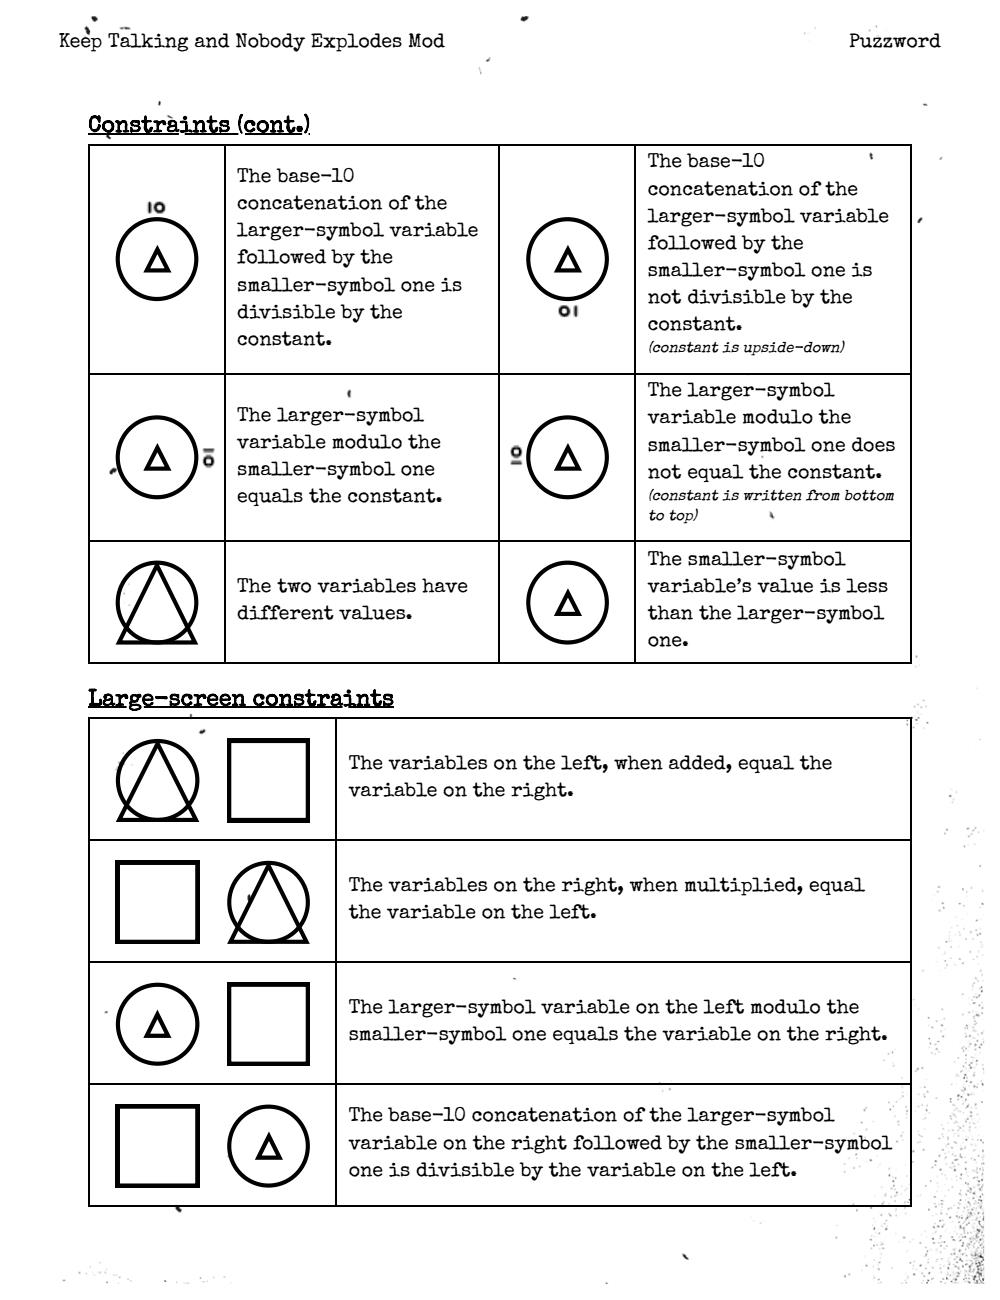 Keep Talking and Nobody Explodes Mod
Puzzword
Constraints (cont.)
10
The base-10
concatenation of the
larger-symbol variable
followed by the
smaller-symbol one is
divisible by the
constant.
10
The base-10
concatenation of the
larger-symbol variable
followed by the
smaller-symbol one is
not divisible by the
constant.
(constant is upside-down)
10
The larger-symbol
variable modulo the
smaller-symbol one
equals the constant.
10
The larger-symbol
variable modulo the
smaller-symbol one does
not equal the constant.
(constant is written from bottom
to top)
The two variables have
different values.
The smaller-symbol
variable's value is less
than the larger-symbol
one.
Large-screen constraints
The variables on the left, when added, equal the
variable on the right.
The variables on the right, when multiplied, equal
the variable on the left.
The larger-symbol variable on the left modulo the
smaller-symbol one equals the variable on the right.
The base-10 concatenation of the larger-symbol
variable on the right followed by the smaller-symbol
one is divisible by the variable on the left.